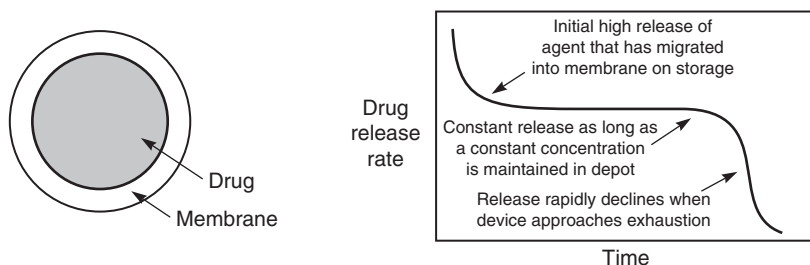 Drug
Membrane
Drug
release
rate
Initial high release of
agent that has migrated
into membrane on storage
Constant release as long as
a constant concentration
is maintained in depot
Release rapidly declines when
device approaches exhaustion
Time